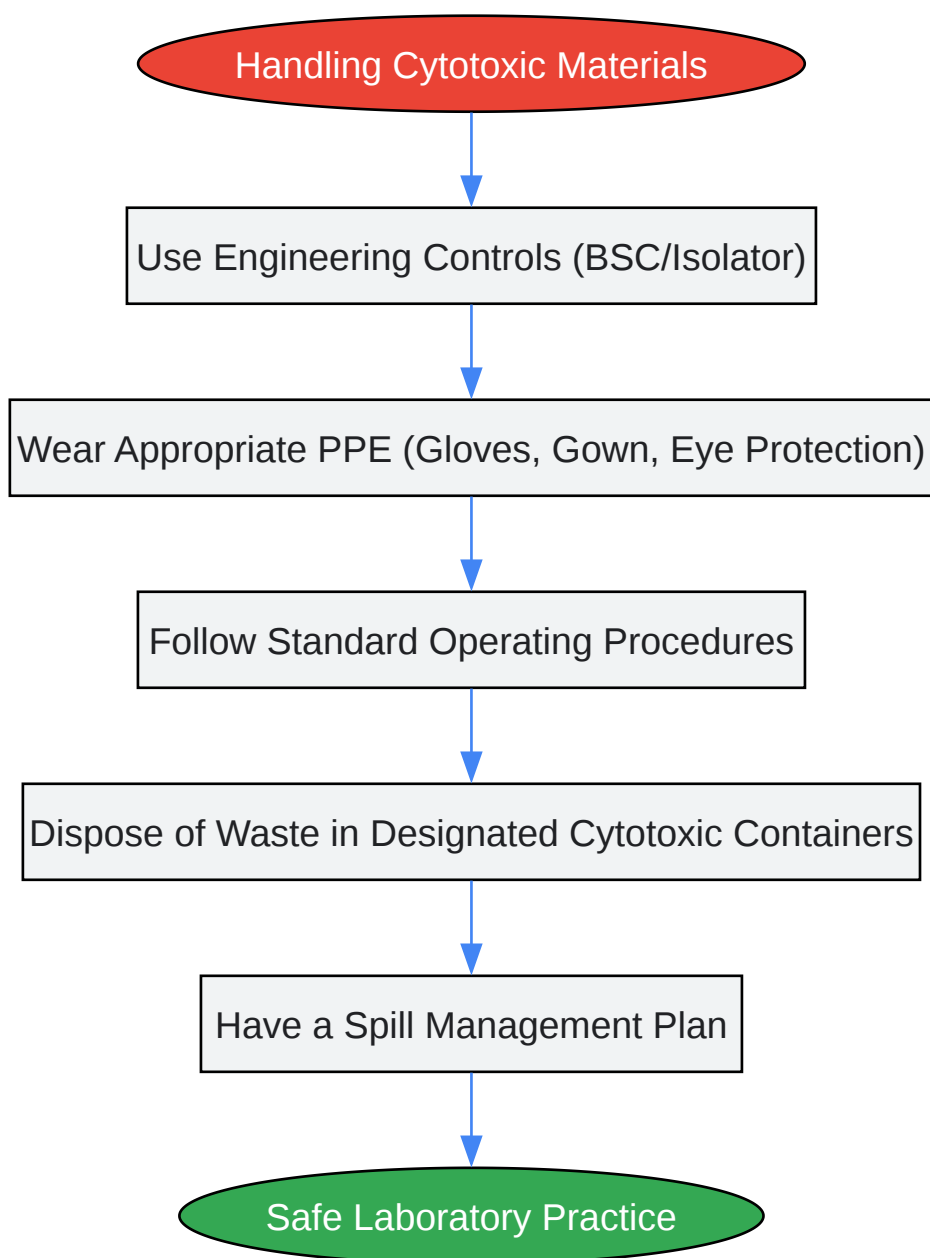 Handling Cytotoxic Materials
Use Engineering Controls (BSC/Isolator)
Wear Appropriate PPE (Gloves, Gown, Eye Protection)
Follow Standard Operating Procedures
Dispose of Waste in Designated Cytotoxic Containers
Have a Spill Management Plan
Safe Laboratory Practice